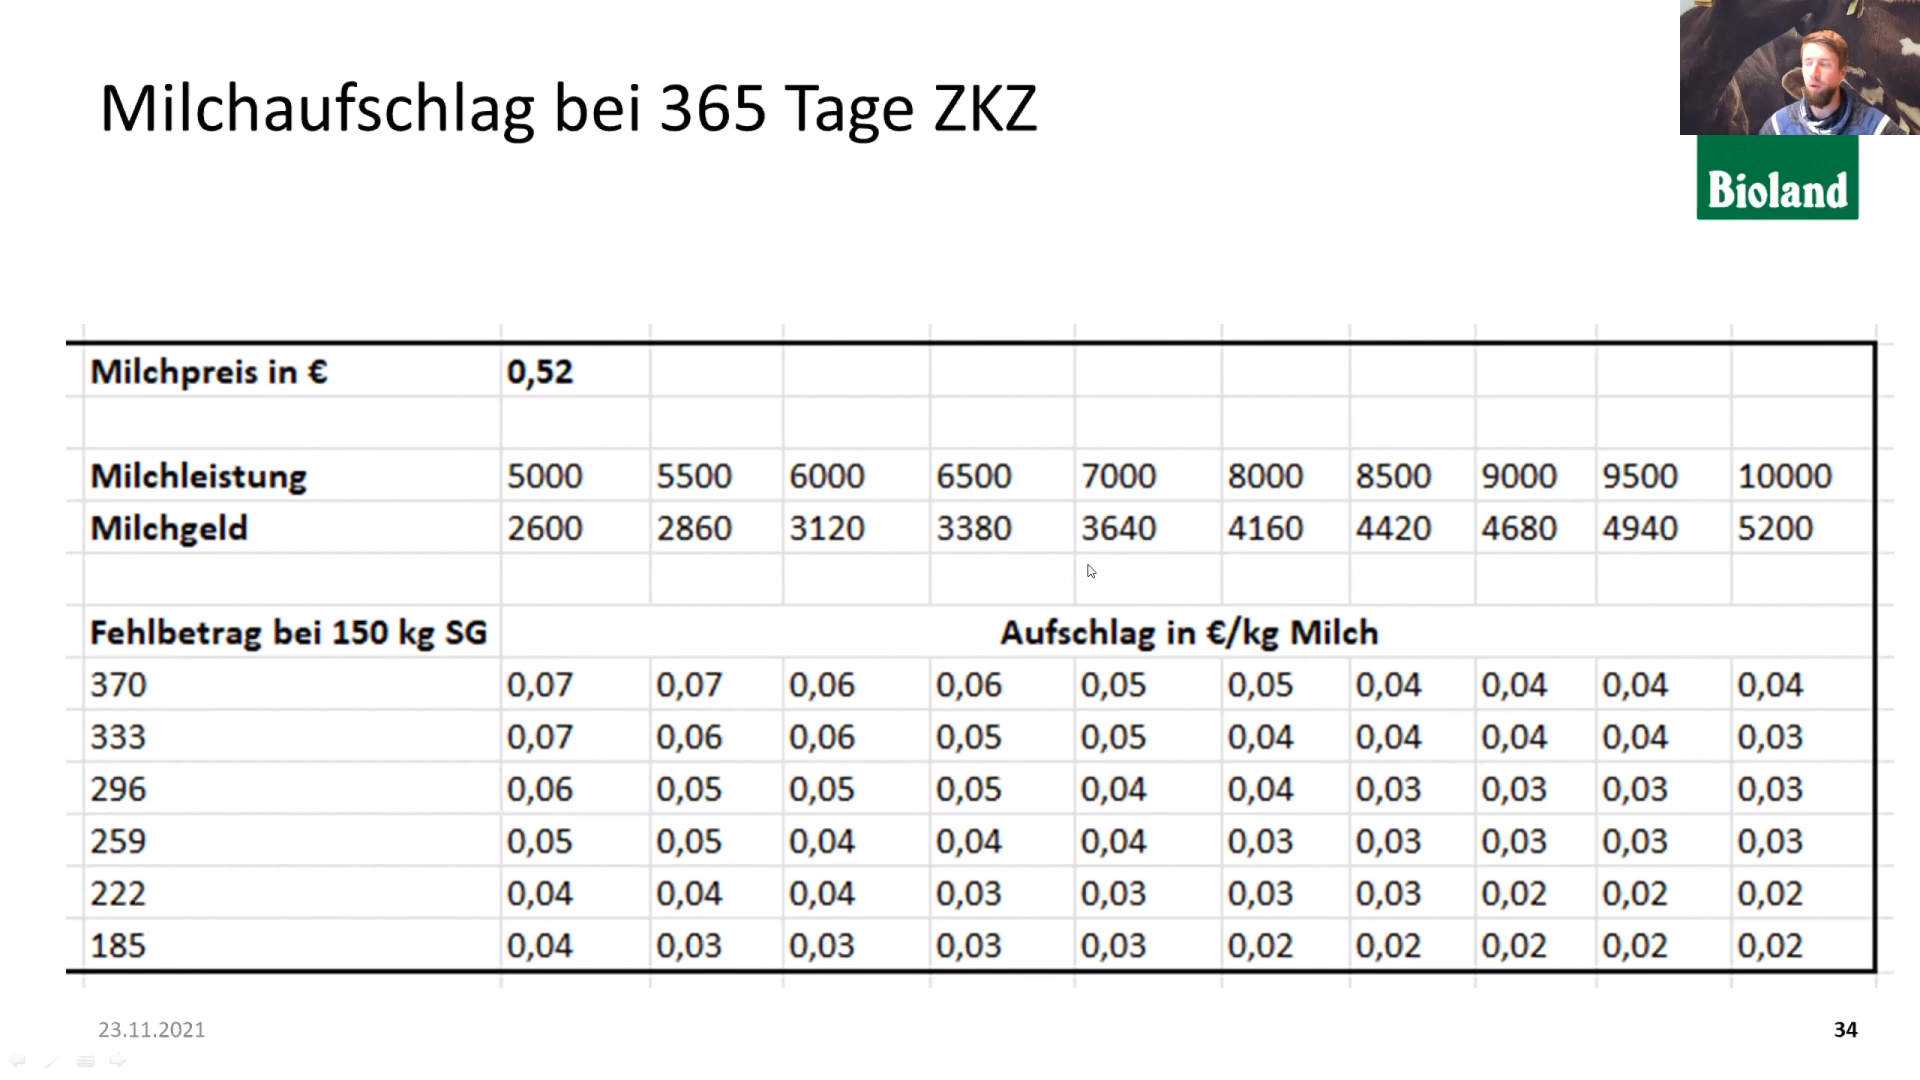 Milchaufschlag bei 365 Tage ZKZ
Bioland
Milchpreis in € 0,52
Milchleistung 5000 5500 6000 6500 7000 8000 8500 9000 9500 10000
Milchgeld 2600 2860 3120 3380 3640 4160 4420 4680 4940 5200
Fehlbetrag bei 150 kg SG Aufschlag in €/kg Milch
370 0,07 0,07 0,06 0,06 0,05 0,05 0,04 0,04 0,04 0,04
333 0,07 0,06 0,06 0,05 0,05 0,04 0,04 0,04 0,04 0,03
296 0,06 0,05 0,05 0,05 0,04 0,04 0,03 0,03 0,03 0,03
259 0,05 0,05 0,04 0,04 0,04 0,03 0,03 0,03 0,03 0,03
222 0,04 0,04 0,04 0,03 0,03 0,03 0,03 0,02 0,02 0,02
185 0,04 0,03 0,03 0,03 0,03 0,02 0,02 0,02 0,02 0,02
23.11.2021 34